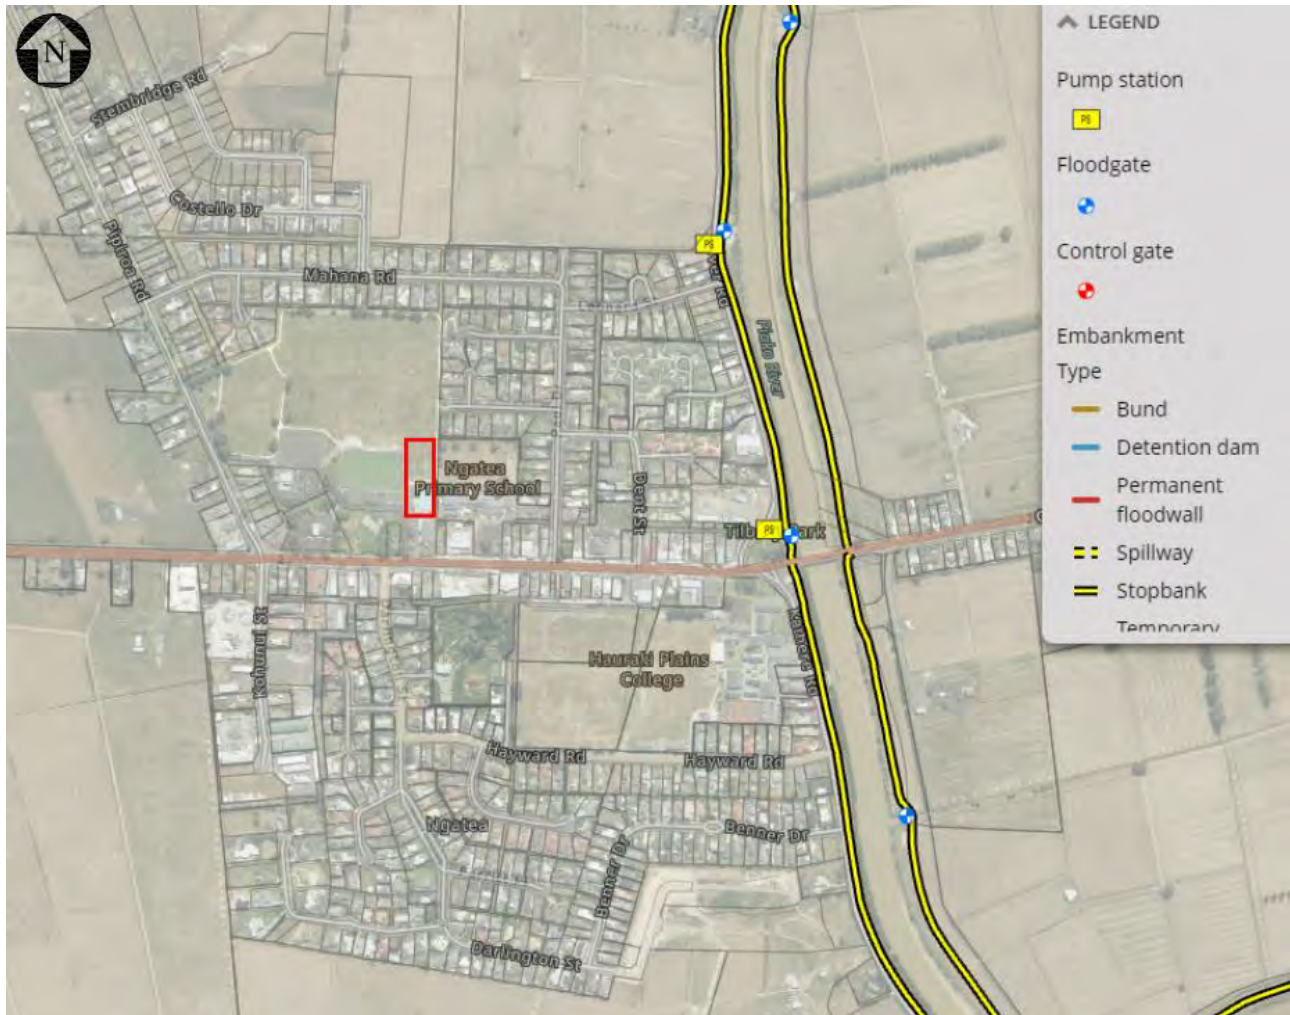 N
LEGEND
Pump station
PS
Floodgate
Control gate
Embankment
Type
Bund
Detention dam
Permanent
floodwall
Spillway
Stopbank
Temporary
Stembridge Rd
Costello Dr
Pipiroa Rd
Mahana Rd
PS
Rd
Piako River
Ngatea
Primary School
Dent St
PS
Kohunui St
Hauraki Plains
College
Hayward Rd
Hayward Rd
Ngatea
Benner Dr
Benner Dr
Darlington St